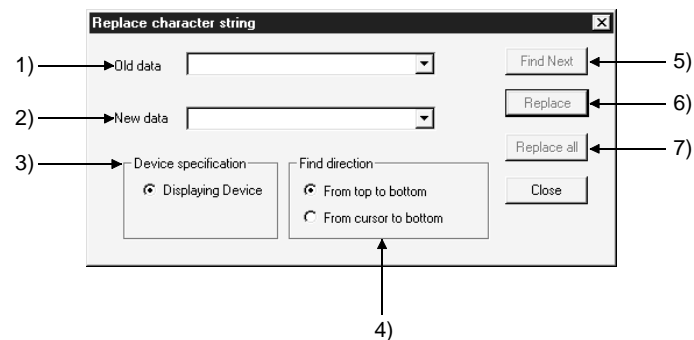 Replace character string
1) Old data Find Next 5)
2) New data Replace 6)
Replace all 7)
3) Device specification Find direction
Displaying Device From top to bottom Close
From cursor to bottom
4)